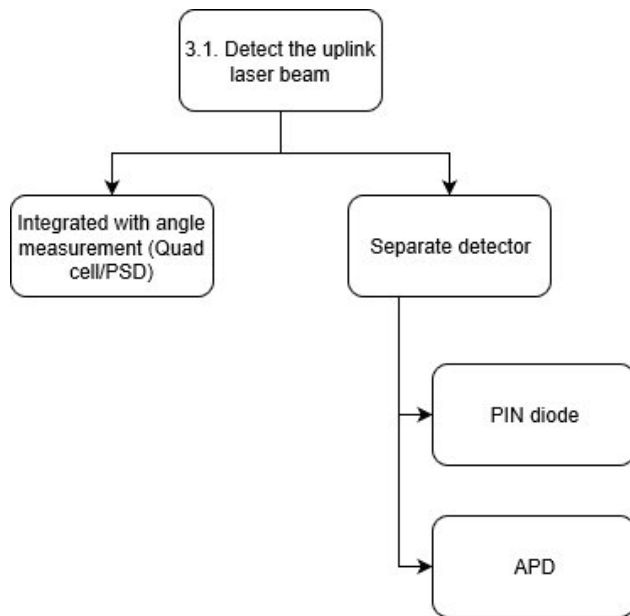 3.1. Detect the uplink
laser beam
Integrated with angle
measurement (Quad
cell/PSD)
Separate detector
PIN diode
APD